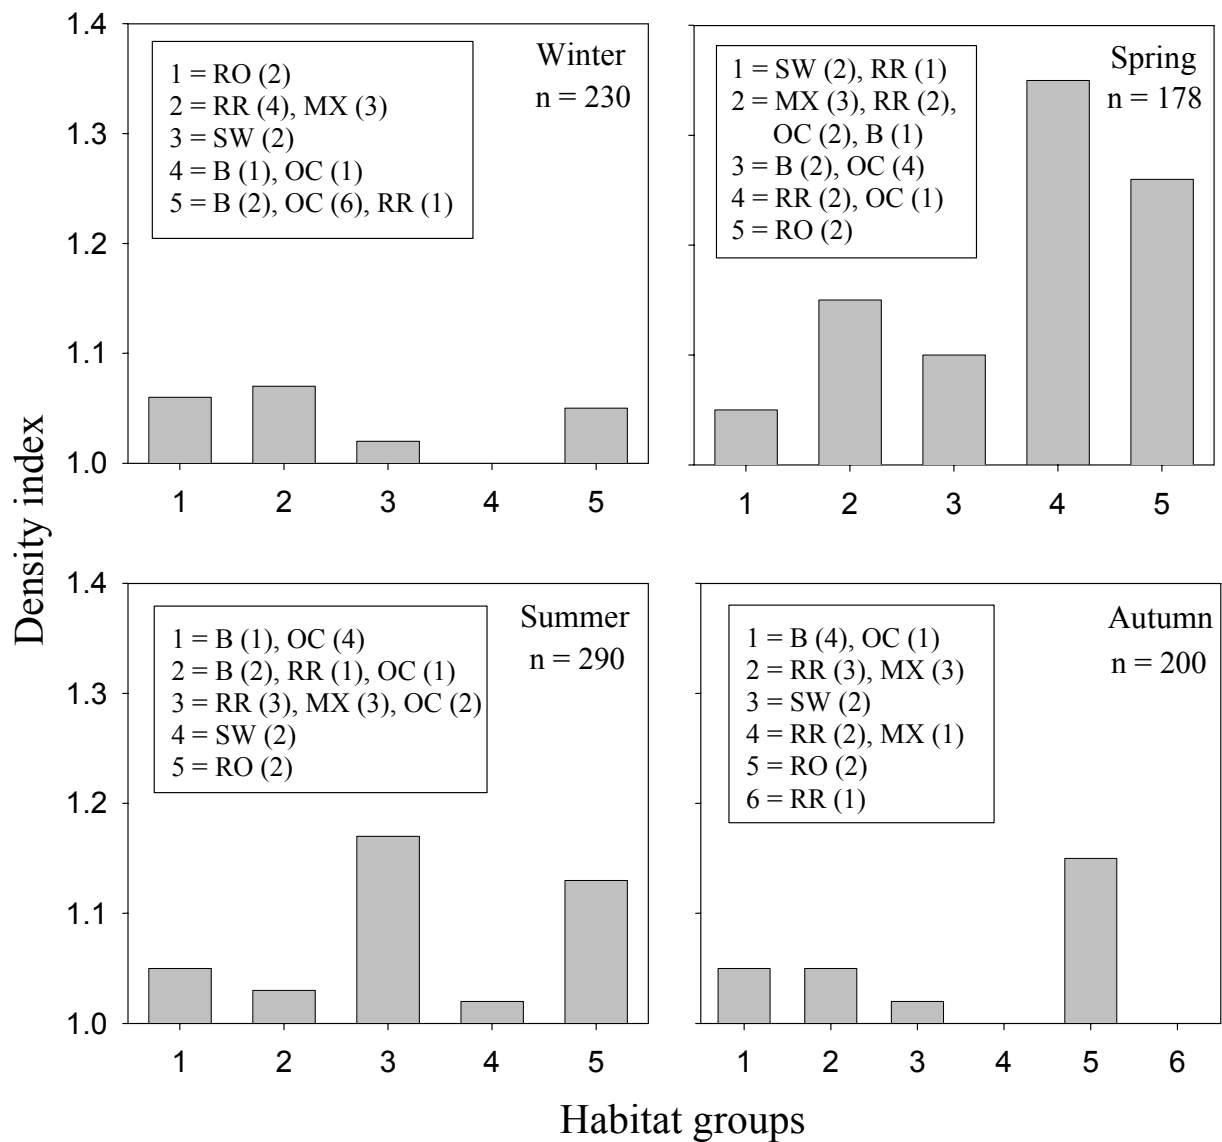 Density index
Winter
n = 230
1 = RO (2)
2 = RR (4), MX (3)
3 = SW (2)
4 = B (1), OC (1)
5 = B (2), OC (6), RR (1)
1.4
1.3
1.2
1.1
1.0
1 2 3 4 5
Spring
n = 178
1 = SW (2), RR (1)
2 = MX (3), RR (2),
OC (2), B (1)
3 = B (2), OC (4)
4 = RR (2), OC (1)
5 = RO (2)
1 2 3 4 5
Summer
n = 290
1 = B (1), OC (4)
2 = B (2), RR (1), OC (1)
3 = RR (3), MX (3), OC (2)
4 = SW (2)
5 = RO (2)
1.4
1.3
1.2
1.1
1.0
1 2 3 4 5
Autumn
n = 200
1 = B (4), OC (1)
2 = RR (3), MX (3)
3 = SW (2)
4 = RR (2), MX (1)
5 = RO (2)
6 = RR (1)
1 2 3 4 5 6
Habitat groups